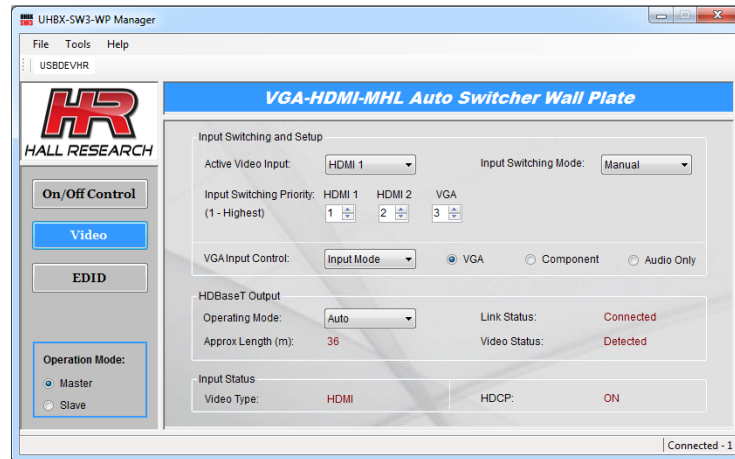 UHBX-SW3-WP Manager
File Tools Help
USBDEVHR
HR
HALL RESEARCH
VGA-HDMI-MHL Auto Switcher Wall Plate
On/Off Control
Video
EDID
Operation Mode:
Master
Slave
Input Switching and Setup
Active Video Input: HDMI 1 Input Switching Mode: Manual
Input Switching Priority: HDMI 1 HDMI 2 VGA
(1 - Highest) 1 2 3
VGA Input Control: Input Mode VGA Component Audio Only
HDBaseT Output
Operating Mode: Auto Link Status: Connected
Approx Length (m): 36 Video Status: Detected
Input Status
Video Type: HDMI HDCP: ON
Connected - 1